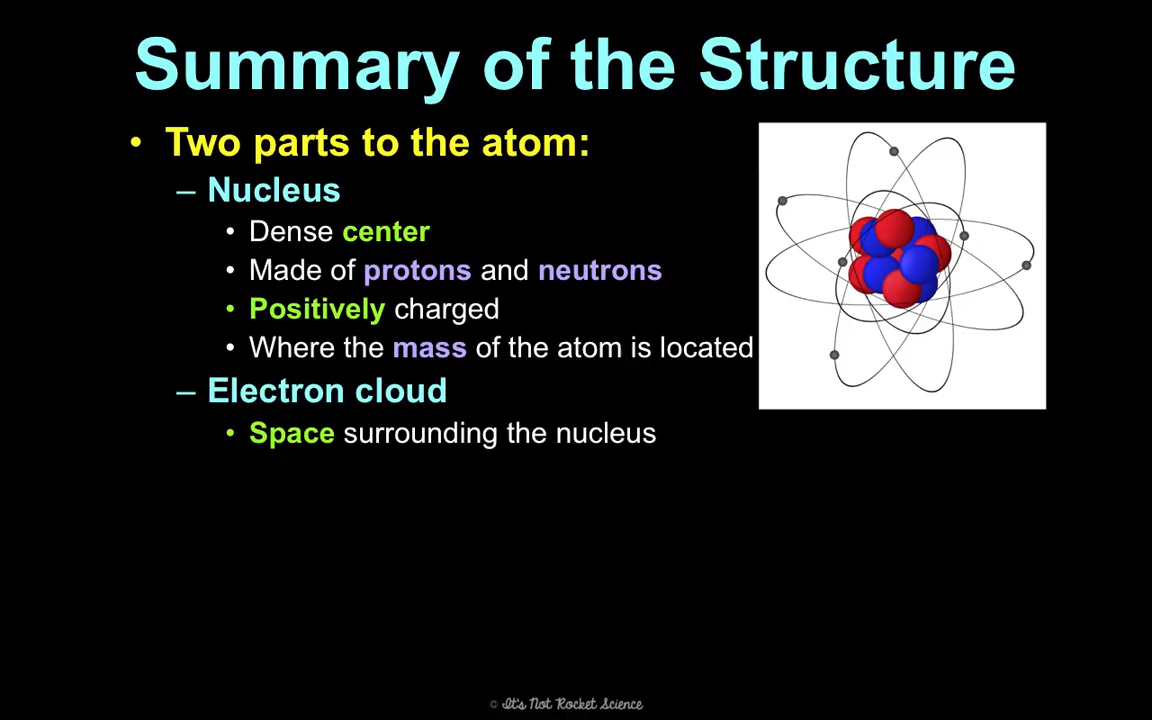 Summary of the Structure
• Two parts to the atom:
– Nucleus
• Dense center
• Made of protons and neutrons
• Positively charged
• Where the mass of the atom is located
– Electron cloud
• Space surrounding the nucleus
© It's Not Rocket Science